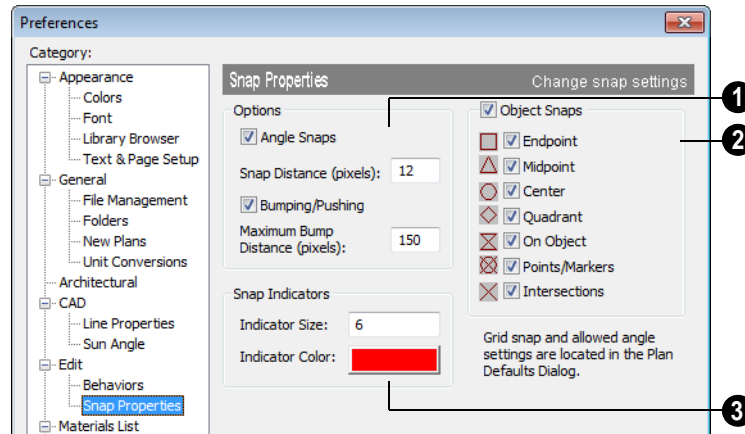 Preferences
Category:
Appearance
Colors
Font
Library Browser
Text & Page Setup
General
File Management
Folders
New Plans
Unit Conversions
Architectural
CAD
Line Properties
Sun Angle
Edit
Behaviors
Snap Properties
Materials List
Snap Properties
Change snap settings
Options
Angle Snaps
Snap Distance (pixels): 12
Bumping/Pushing
Maximum Bump
Distance (pixels): 150
Snap Indicators
Indicator Size: 6
Indicator Color:
Object Snaps
Endpoint
Midpoint
Center
Quadrant
On Object
Points/Markers
Intersections
Grid snap and allowed angle
settings are located in the Plan
Defaults Dialog.
1
2
3